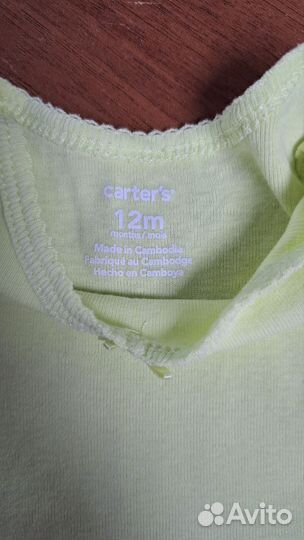 carter's
12m
months / mois
Made in Cambodia
Fabriqué au Cambodge
Hecho en Camboya
Avito